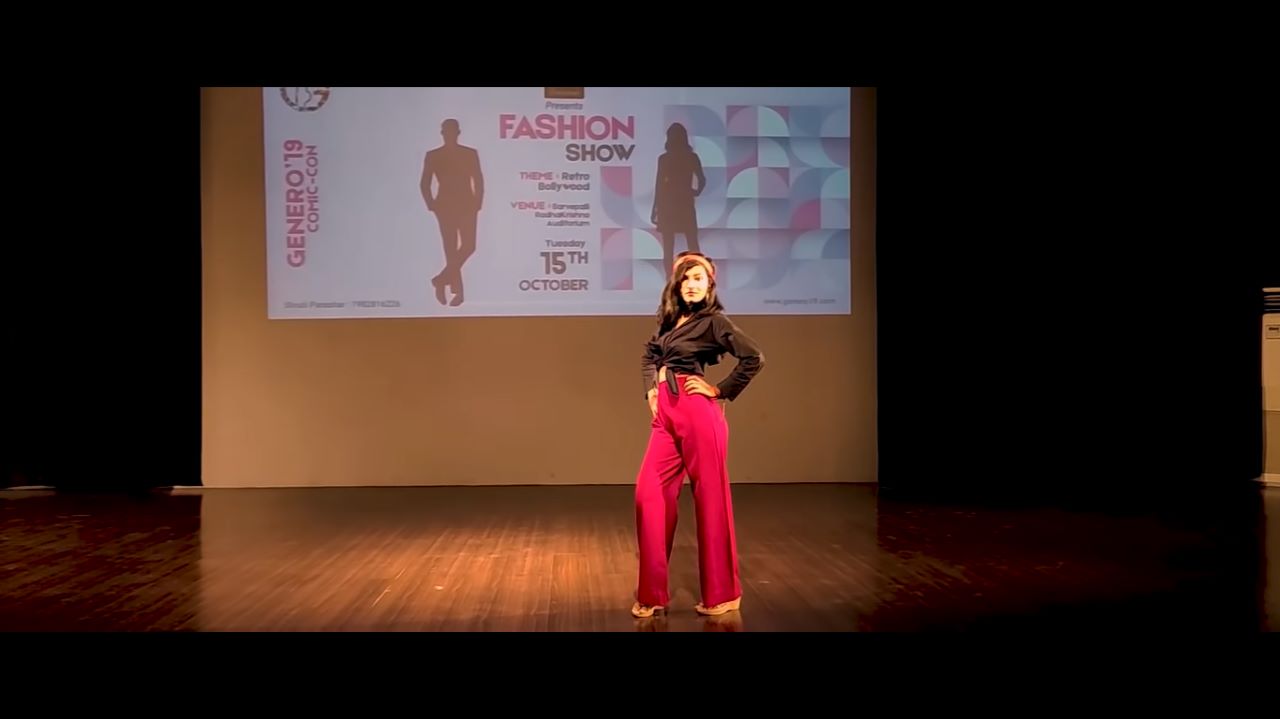 GENERO'19
COMIC-CON
Presents
FASHION
SHOW
THEME : Retro
Bollywood
VENUE : Sarvepalli
RadhaKrishna
Auditorium
Tuesday
15TH
OCTOBER